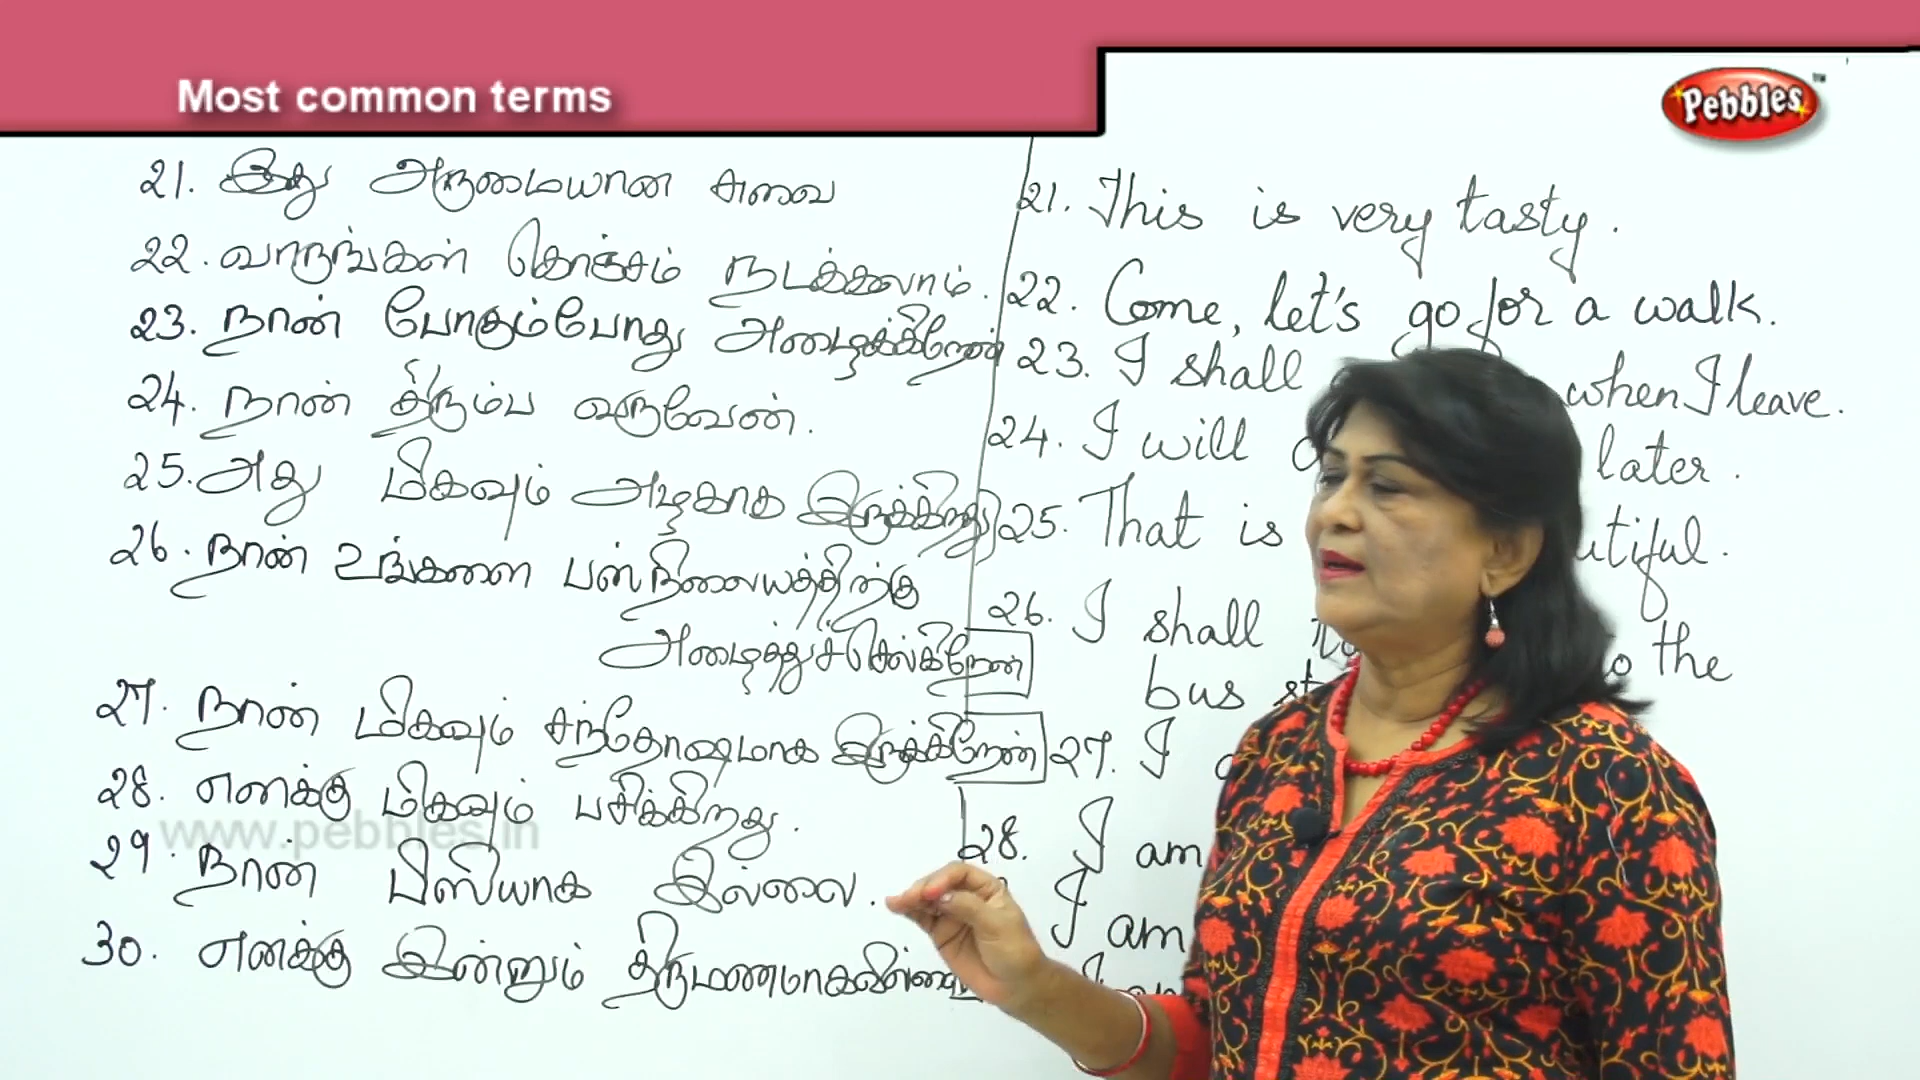 Most common terms
Pebbles
21. இது அருமையான சுவை
22. வாருங்கள் கொஞ்சம் நடக்கலாம்.
23. நான் போகும்போது அழைக்கிறேன்
24. நான் திரும்ப வருவேன்.
25. அது மிகவும் அழகாக இருக்கிறது
26. நான் உங்களை பஸ்நிலையத்திற்கு
அழைத்துச் செல்கிறேன்
27. நான் மிகவும் சந்தோஷமாக இருக்கிறேன்
28. எனக்கு மிகவும் பசிக்கிறது.
www.pebbles.in
29. நான் பிஸியாக இல்லை.
30. எனக்கு இன்னும் திருமணமாகவில்லை
21. This is very tasty.
22. Come, let's go for a walk.
23. I shall when I leave.
24. I will later.
25. That is
26. I shall the
bus
27. I
28. I am
I am